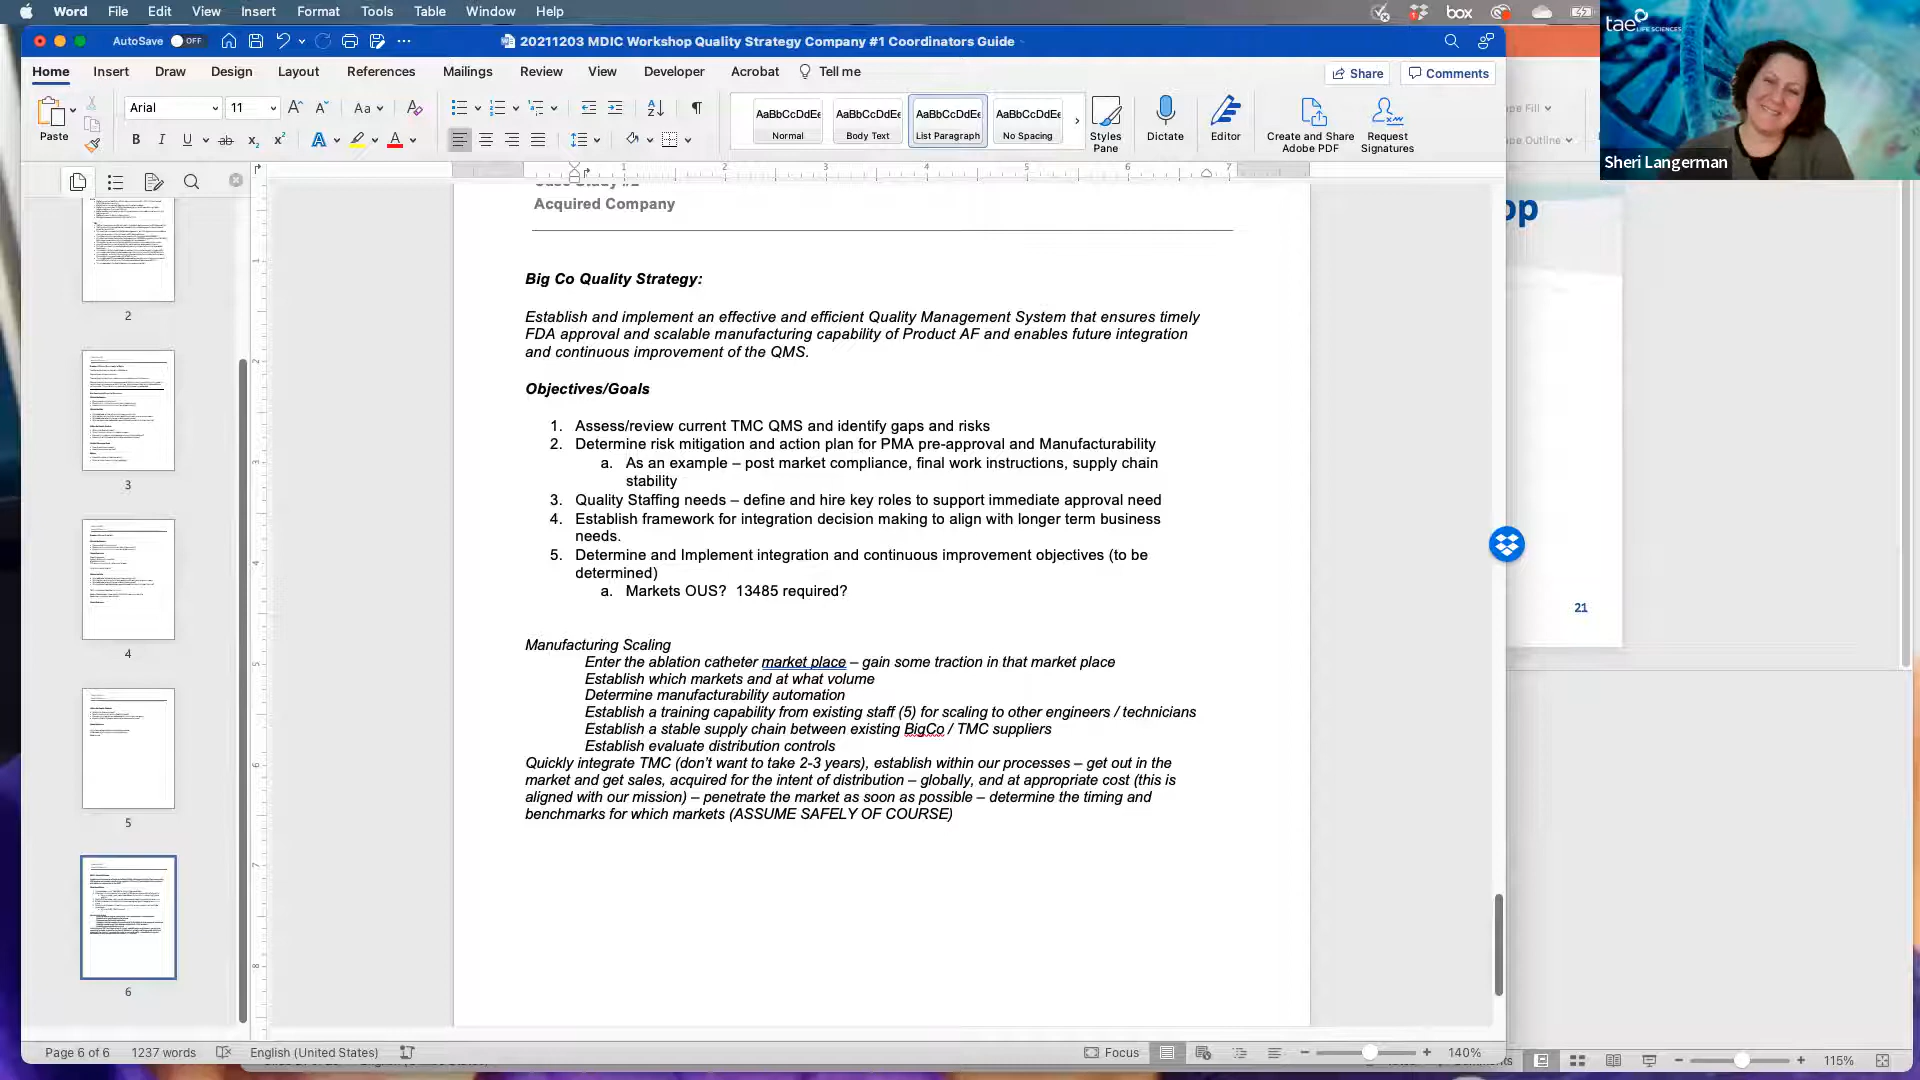 Word File Edit View Insert Format Tools Table Window Help
box
AutoSave OFF
20211203 MDIC Workshop Quality Strategy Company #1 Coordinators Guide
Home Insert Draw Design Layout References Mailings Review View Developer Acrobat Tell me
Share Comments
Paste
Arial 11
Aa
B I U ab x₂ x²
AaBbCcDdEe AaBbCcDdEe AaBbCcDdEe AaBbCcDdEe
Normal Body Text List Paragraph No Spacing
Styles Pane
Dictate
Editor
Create and Share Adobe PDF
Request Signatures
tae LIFE SCIENCES
Sheri Langerman
Acquired Company
Big Co Quality Strategy:
Establish and implement an effective and efficient Quality Management System that ensures timely
FDA approval and scalable manufacturing capability of Product AF and enables future integration
and continuous improvement of the QMS.
Objectives/Goals
1. Assess/review current TMC QMS and identify gaps and risks
2. Determine risk mitigation and action plan for PMA pre-approval and Manufacturability
a. As an example – post market compliance, final work instructions, supply chain
stability
3. Quality Staffing needs – define and hire key roles to support immediate approval need
4. Establish framework for integration decision making to align with longer term business
needs.
5. Determine and Implement integration and continuous improvement objectives (to be
determined)
a. Markets OUS? 13485 required?
Manufacturing Scaling
Enter the ablation catheter market place – gain some traction in that market place
Establish which markets and at what volume
Determine manufacturability automation
Establish a training capability from existing staff (5) for scaling to other engineers / technicians
Establish a stable supply chain between existing BigCo / TMC suppliers
Establish evaluate distribution controls
Quickly integrate TMC (don't want to take 2-3 years), establish within our processes – get out in the
market and get sales, acquired for the intent of distribution – globally, and at appropriate cost (this is
aligned with our mission) – penetrate the market as soon as possible – determine the timing and
benchmarks for which markets (ASSUME SAFELY OF COURSE)
2
3
4
5
6
op
21
Page 6 of 6 1237 words English (United States) Focus 140%
115%